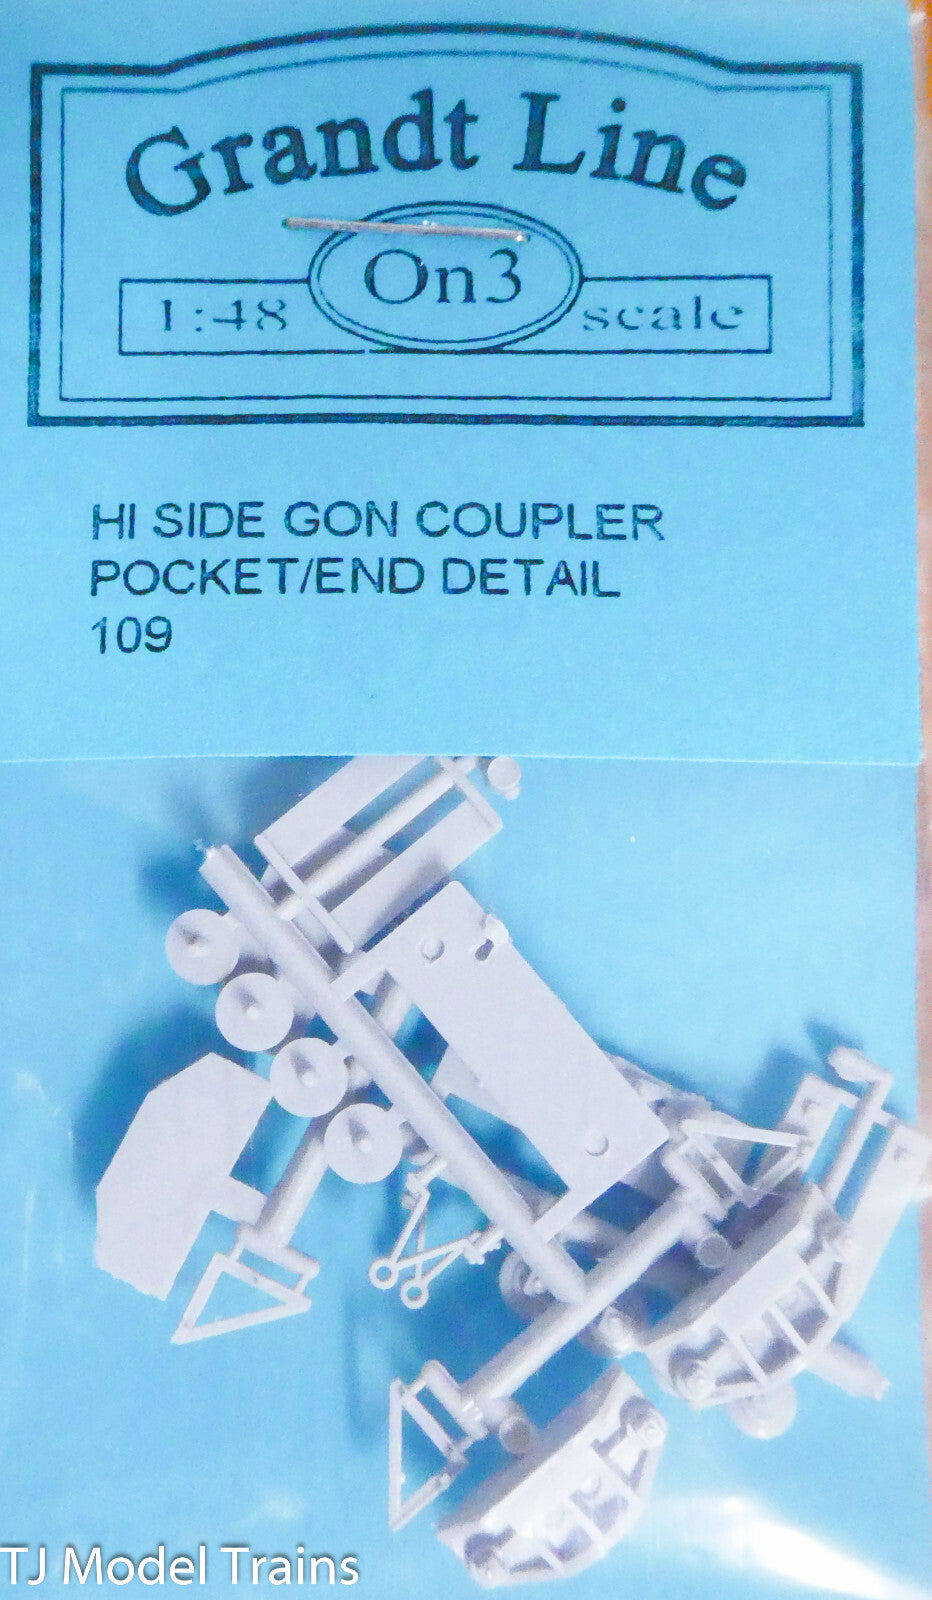 Grandt Line
On3
1:48 scale
HI SIDE GON COUPLER
POCKET/END DETAIL
109
TJ Model Trains